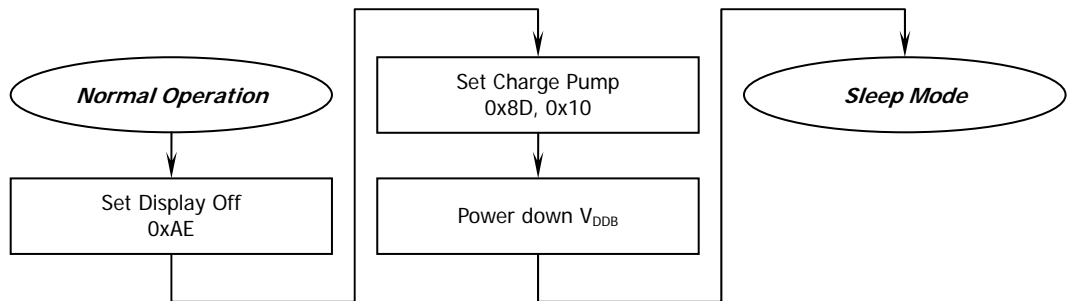 Normal Operation
Set Display Off
0xAE
Set Charge Pump
0x8D, 0x10
Power down VDDB
Sleep Mode